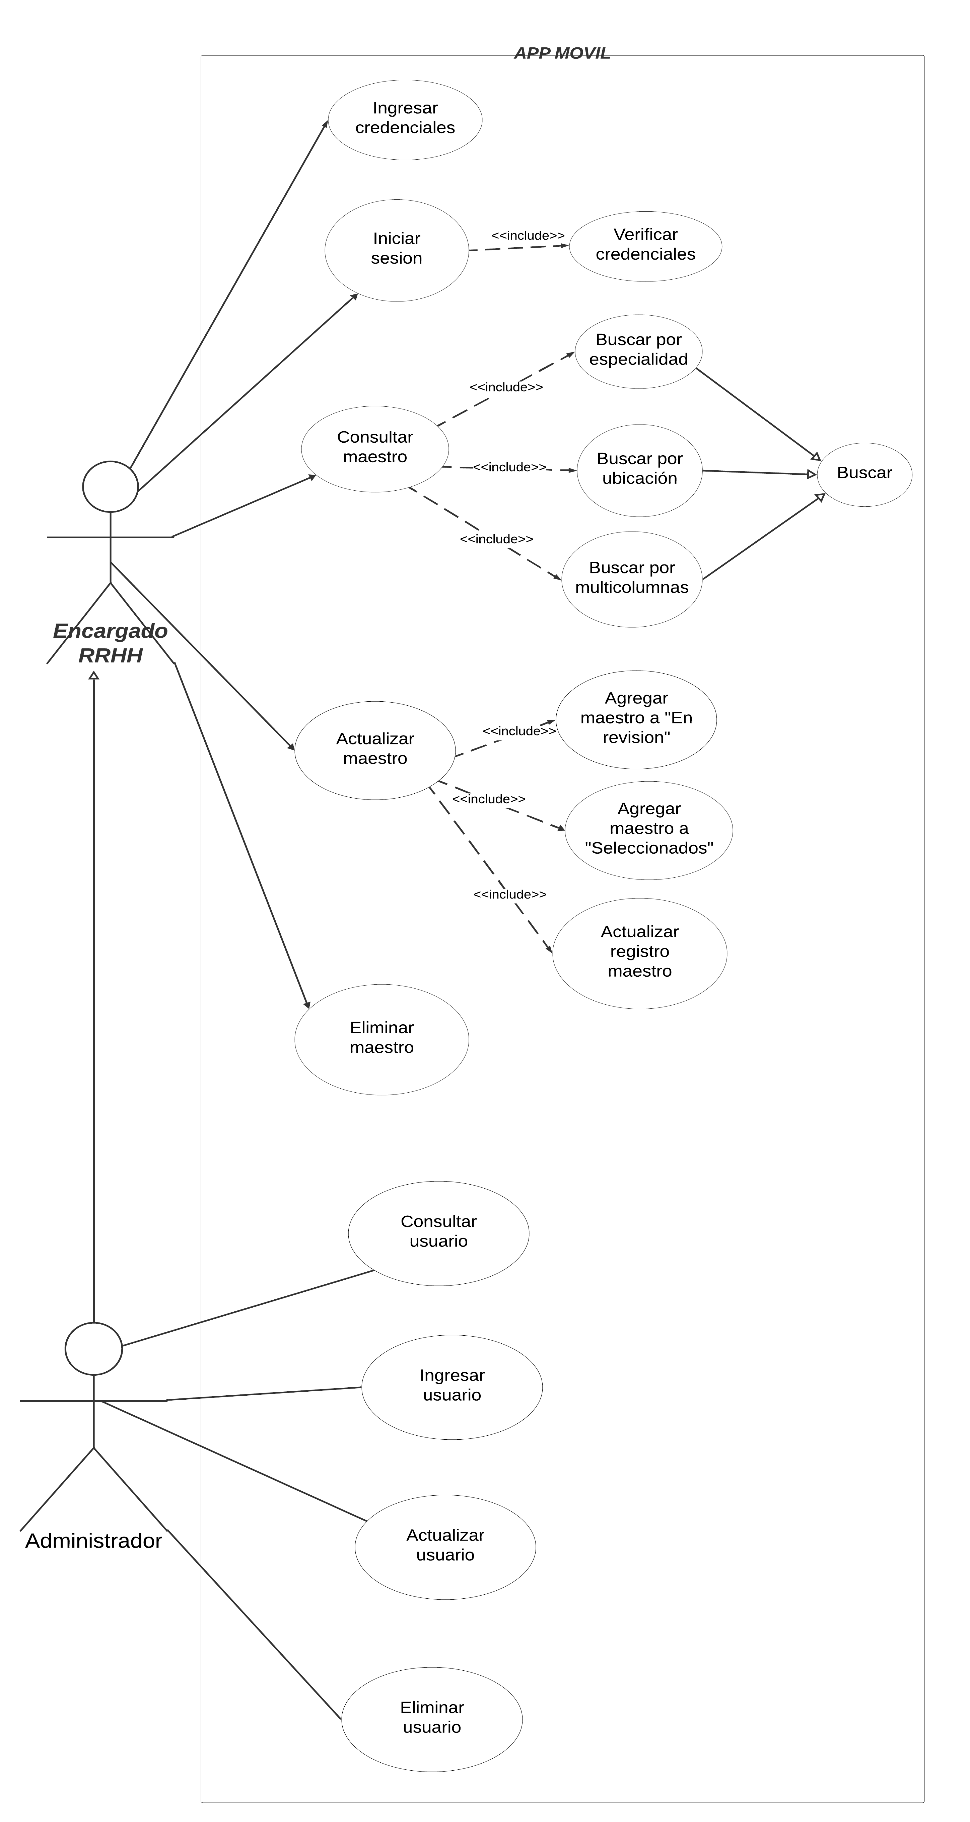 APP MOVIL
Ingresar
credenciales
Iniciar
sesion
<<include>>
Verificar
credenciales
Buscar por
especialidad
<<include>>
Consultar
maestro
<<include>>
Buscar por
ubicación
Buscar
<<include>>
Buscar por
multicolumnas
Encargado
RRHH
Agregar
maestro a "En
revision"
Actualizar
maestro
<<include>>
<<include>>
Agregar
maestro a
"Seleccionados"
<<include>>
Actualizar
registro
maestro
Eliminar
maestro
Consultar
usuario
Ingresar
usuario
Administrador
Actualizar
usuario
Eliminar
usuario